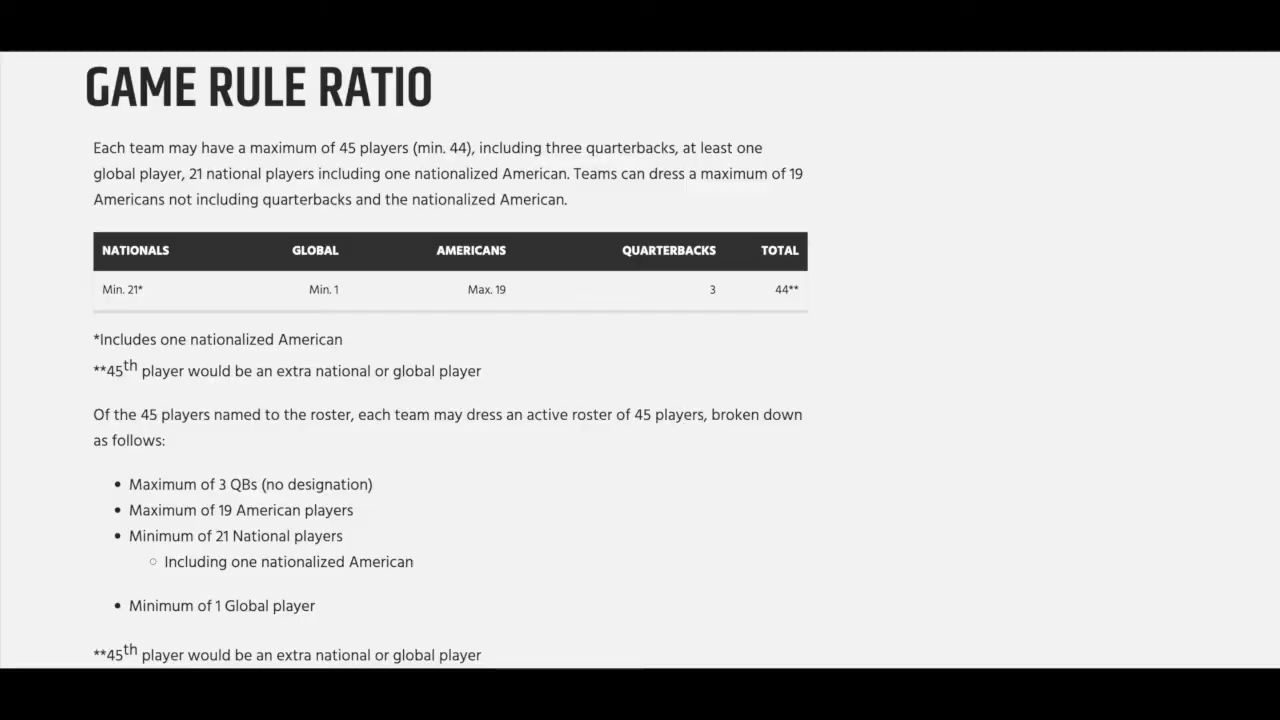 GAME RULE RATIO
Each team may have a maximum of 45 players (min. 44), including three quarterbacks, at least one
global player, 21 national players including one nationalized American. Teams can dress a maximum of 19
Americans not including quarterbacks and the nationalized American.
NATIONALS GLOBAL AMERICANS QUARTERBACKS TOTAL
Min. 21* Min. 1 Max. 19 3 44**
*Includes one nationalized American
**45th player would be an extra national or global player
Of the 45 players named to the roster, each team may dress an active roster of 45 players, broken down
as follows:
• Maximum of 3 QBs (no designation)
• Maximum of 19 American players
• Minimum of 21 National players
○ Including one nationalized American
• Minimum of 1 Global player
**45th player would be an extra national or global player